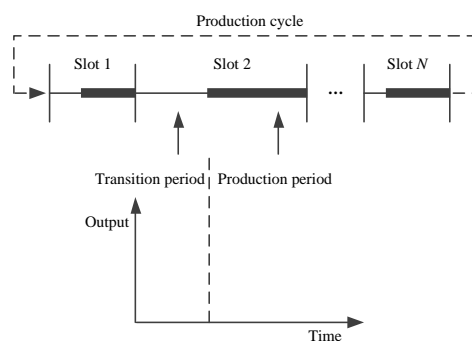 Production cycle
Slot 1
Slot 2
Slot N
...
Transition period
Production period
Output
Time